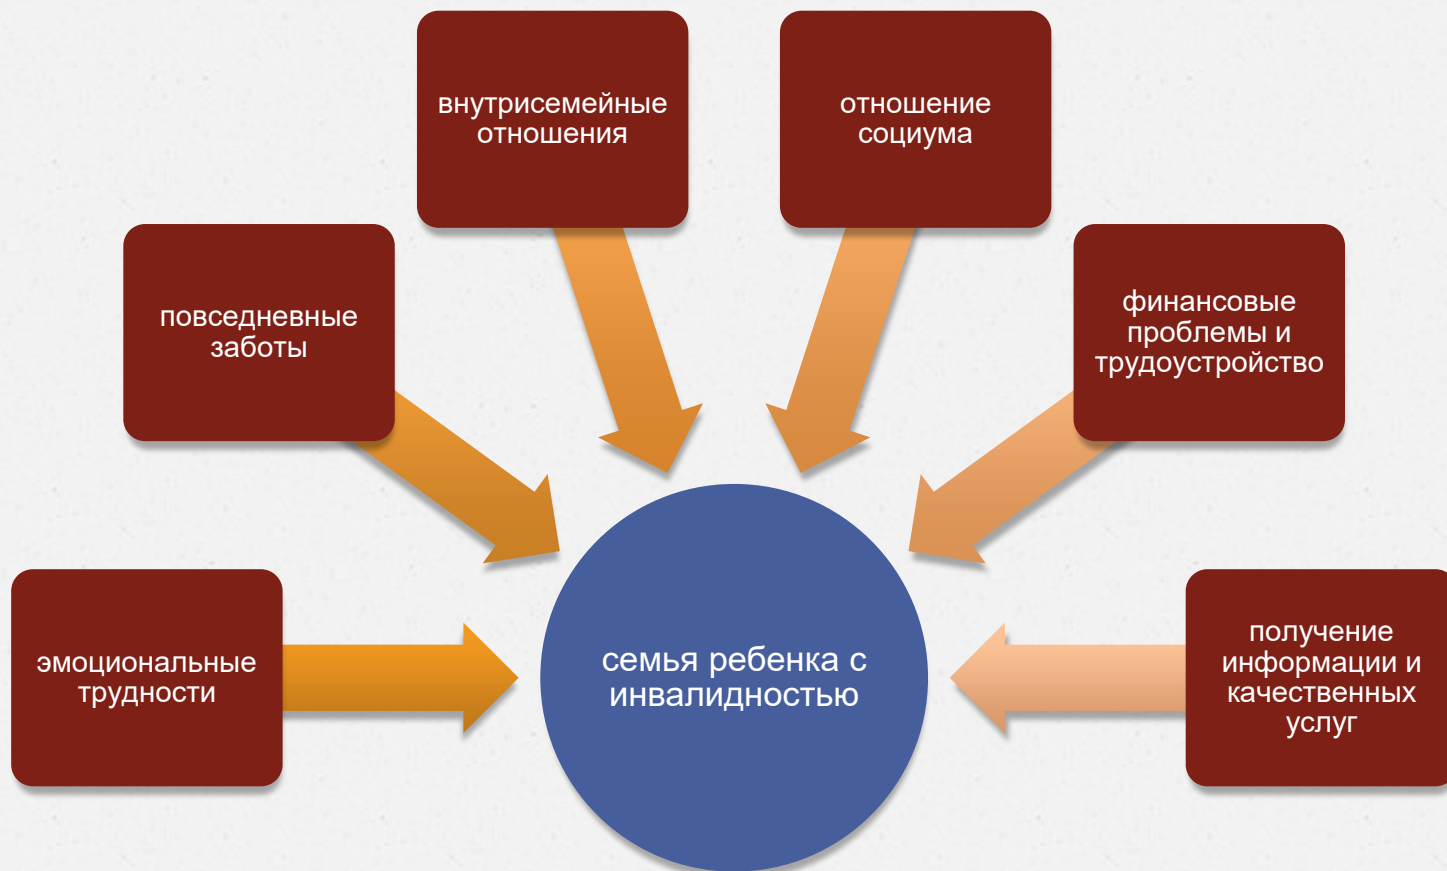 внутрисемейные
отношения
отношение
социума
повседневные
заботы
финансовые
проблемы и
трудоустройство
эмоциональные
трудности
семья ребенка с
инвалидностью
получение
информации и
качественных
услуг